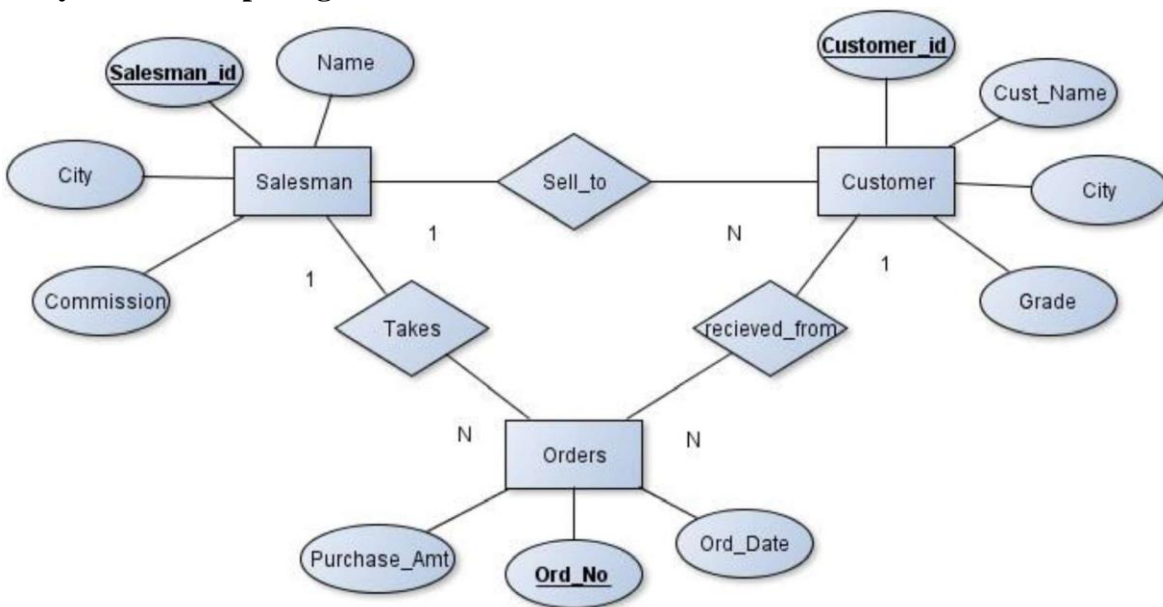 Customer_id
Name
Salesman_id
Cust_Name
City
Salesman
Sell_to
Customer
City
1
N
1
1
Commission
Grade
Takes
recieved_from
N
N
Orders
Purchase_Amt
Ord_No
Ord_Date